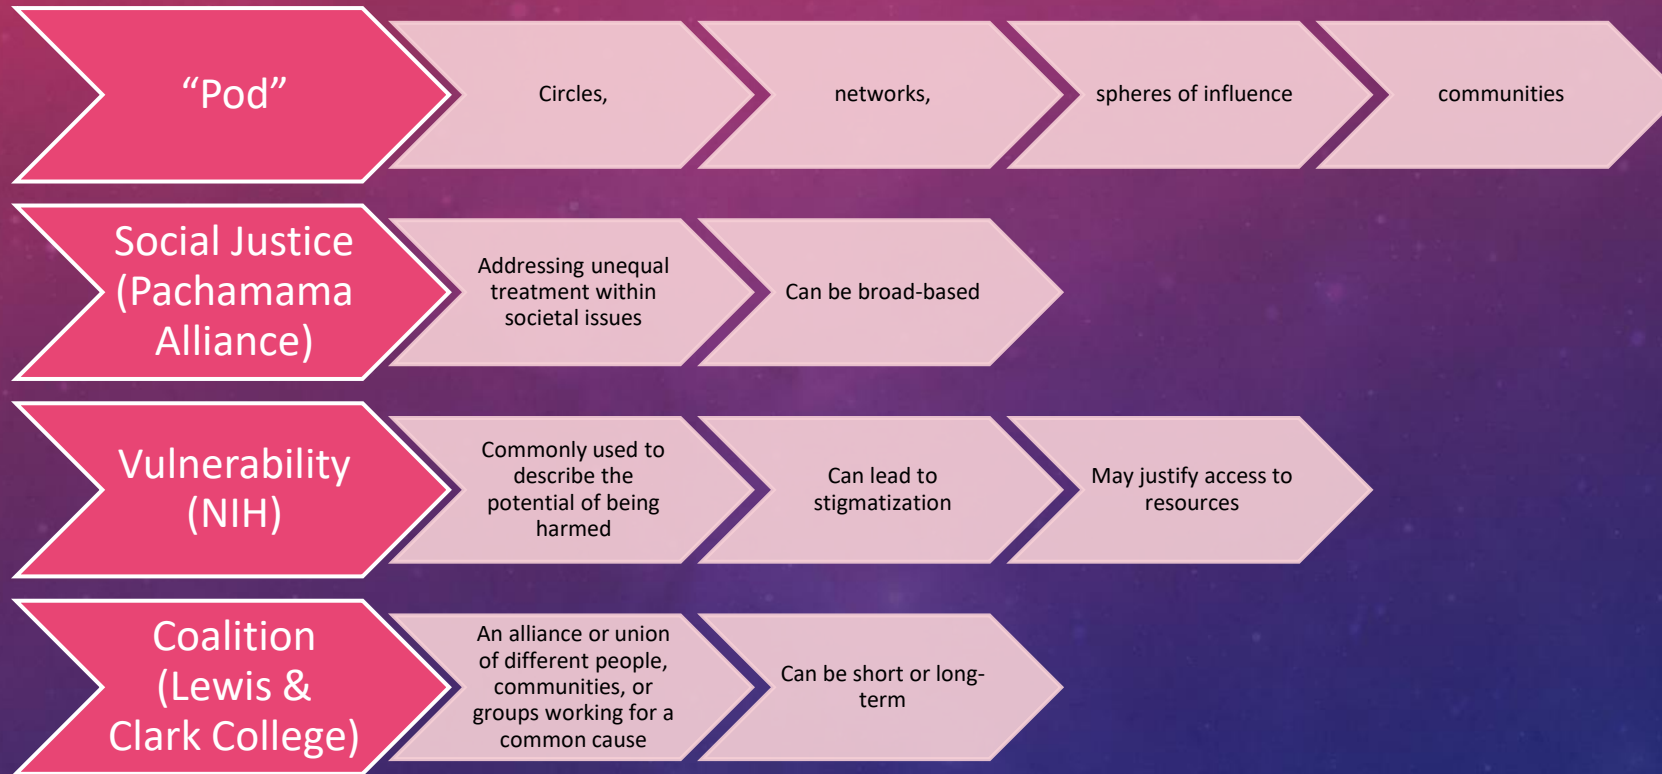 “Pod”
Circles,
networks,
spheres of influence
communities
Social Justice
(Pachamama
Alliance)
Addressing unequal
treatment within
societal issues
Can be broad-based
Vulnerability
(NIH)
Commonly used to
describe the
potential of being
harmed
Can lead to
stigmatization
May justify access to
resources
Coalition
(Lewis &
Clark College)
An alliance or union
of different people,
communities, or
groups working for a
common cause
Can be short or long-
term